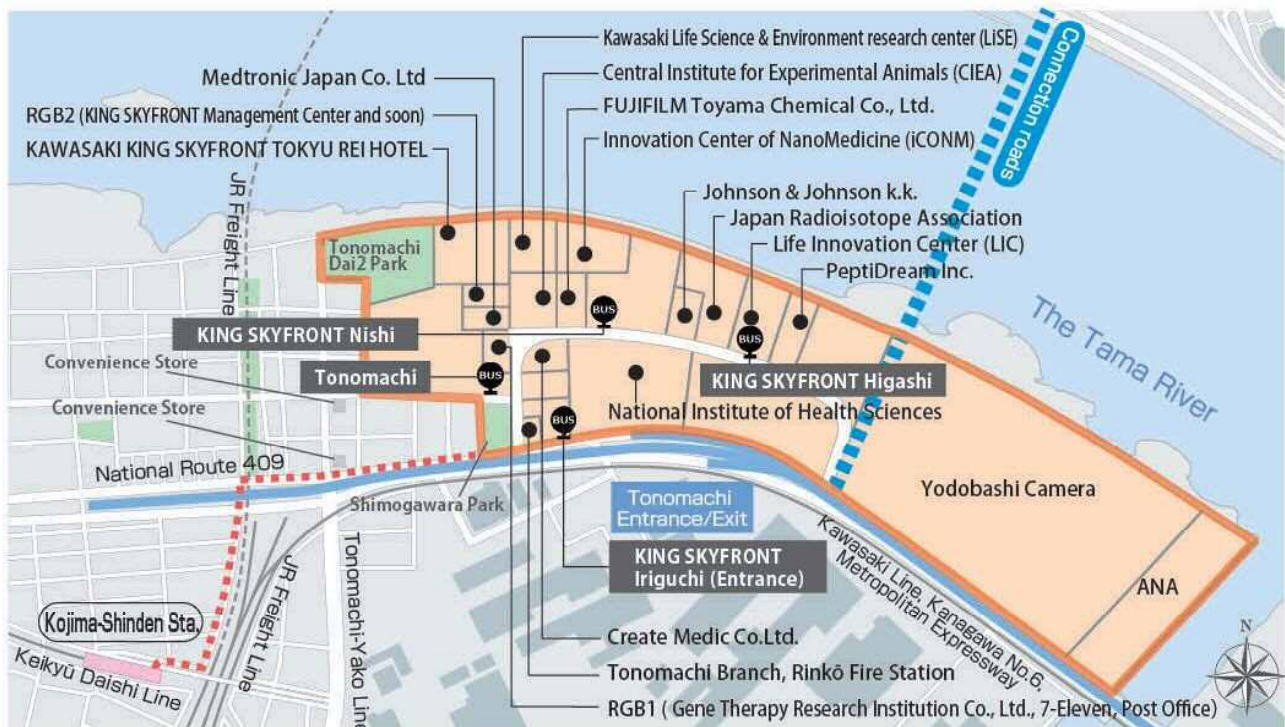 Kawasaki Life Science & Environment research center (LiSE)
Medtronic Japan Co. Ltd
Central Institute for Experimental Animals (CIEA)
RGB2 (KING SKYFRONT Management Center and soon)
FUJIFILM Toyama Chemical Co., Ltd.
KAWASAKI KING SKYFRONT TOKYU REI HOTEL
Innovation Center of NanoMedicine (iCONM)
Connection roads
JR Freight Line
Johnson & Johnson k.k.
Japan Radioisotope Association
Life Innovation Center (LIC)
PeptiDream Inc.
Tonomachi
Dai2 Park
The Tama River
BUS
KING SKYFRONT Nishi
BUS
Convenience Store
Tonomachi
BUS
KING SKYFRONT Higashi
Convenience Store
BUS
National Institute of Health Sciences
National Route 409
Shimogawara Park
Tonomachi
Entrance/Exit
Yodobashi Camera
KING SKYFRONT
Iriguchi (Entrance)
Kawasaki Line, Kanagawa No.6,
Metropolitan Expressway
ANA
JR Freight Line
Tonomachi-Yako Line
Kojima-Shinden Sta.
Keikyū Daishi Line
Create Medic Co.Ltd.
Tonomachi Branch, Rinkō Fire Station
RGB1 ( Gene Therapy Research Institution Co., Ltd., 7-Eleven, Post Office)
N